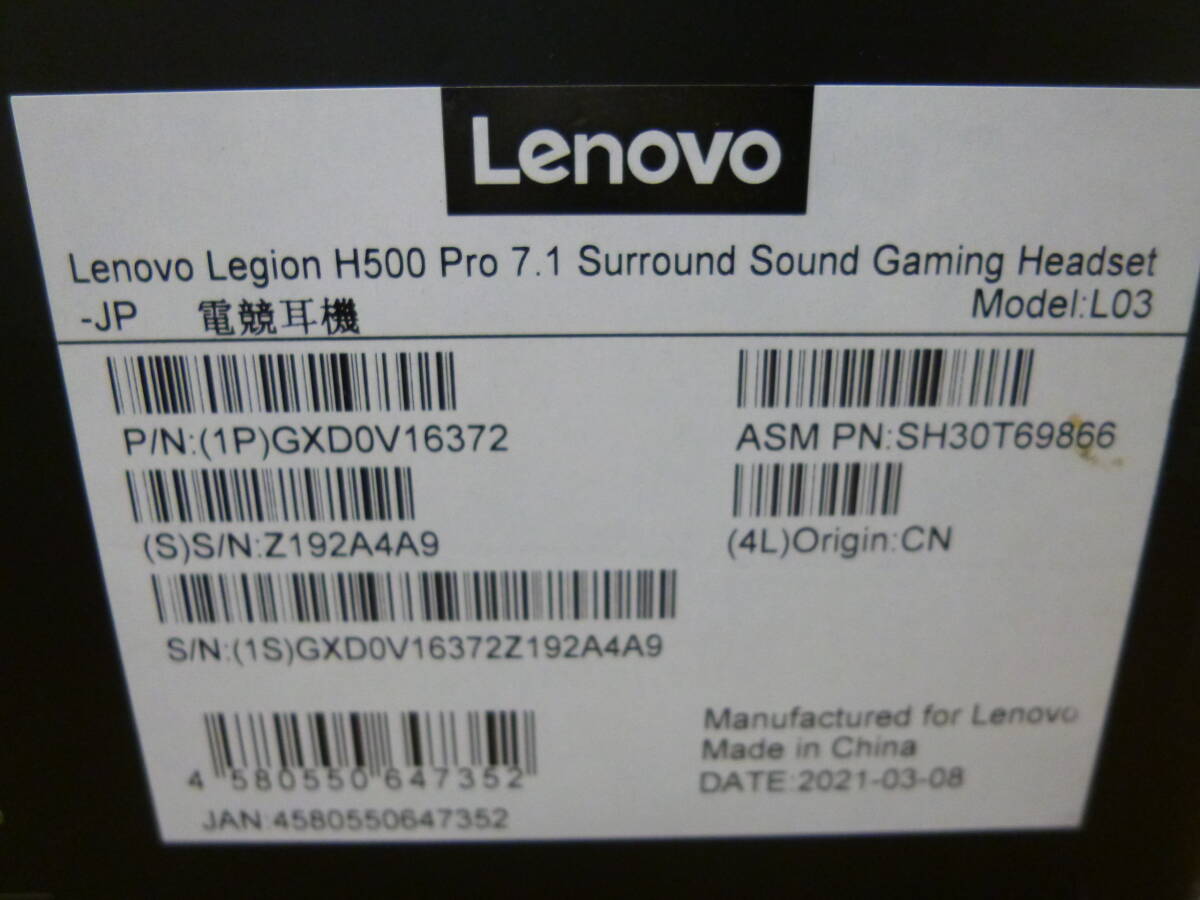 Lenovo
Lenovo Legion H500 Pro 7.1 Surround Sound Gaming Headset
-JP 電競耳機
Model:L03
P/N:(1P)GXD0V16372
ASM PN:SH30T69866
(S)S/N:Z192A4A9
(4L)Origin:CN
S/N:(1S)GXD0V16372Z192A4A9
4 580550 647352
JAN:4580550647352
Manufactured for Lenovo
Made in China
DATE:2021-03-08